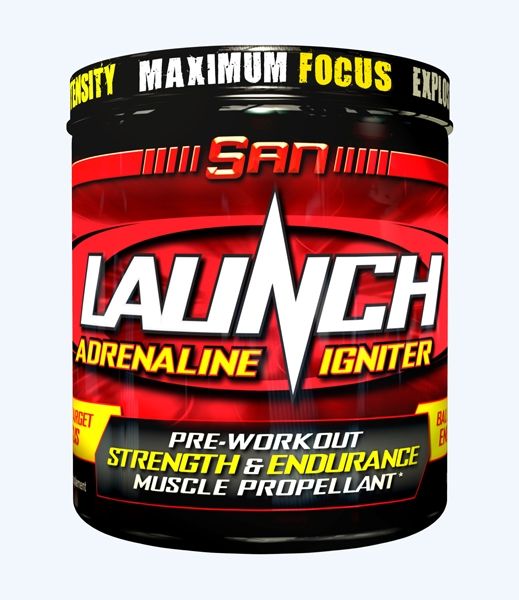 MAXIMUM FOCUS
SAN
LAUNCH
ADRENALINE IGNITER
PRE-WORKOUT
STRENGTH & ENDURANCE
MUSCLE PROPELLANT*